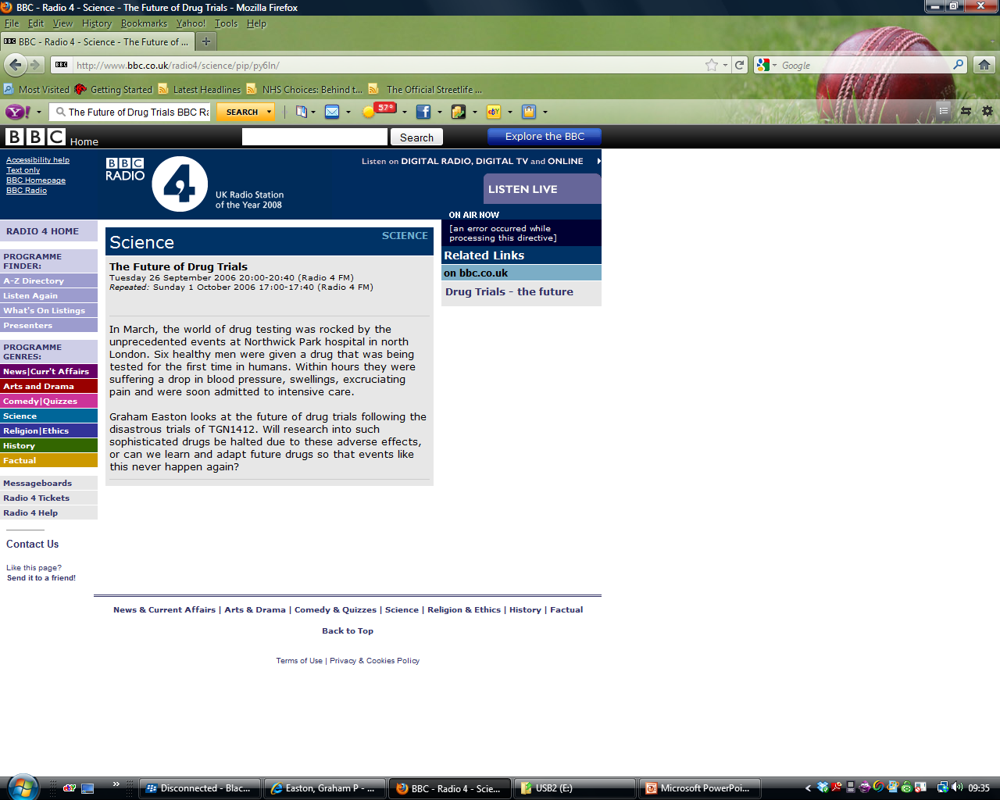 BBC - Radio 4 - Science - The Future of Drug Trials - Mozilla Firefox
File Edit View History Bookmarks Yahoo! Tools Help
BBC BBC - Radio 4 - Science - The Future of ... +
BBC http://www.bbc.co.uk/radio4/science/pip/py6ln/ Google
Most Visited Getting Started Latest Headlines NHS Choices: Behind t... The Official Streetlife ...
Y! The Future of Drug Trials BBC Ra SEARCH 57° ebY
BBC Home Search Explore the BBC
Accessibility help
Text only
BBC Homepage
BBC Radio
BBC RADIO 4
UK Radio Station
of the Year 2008
Listen on DIGITAL RADIO, DIGITAL TV and ONLINE
LISTEN LIVE
ON AIR NOW
[an error occurred while
processing this directive]
RADIO 4 HOME
PROGRAMME
FINDER:
A-Z Directory
Listen Again
What's On Listings
Presenters
PROGRAMME
GENRES:
News|Curr't Affairs
Arts and Drama
Comedy|Quizzes
Science
Religion|Ethics
History
Factual
Messageboards
Radio 4 Tickets
Radio 4 Help
Contact Us
Like this page?
Send it to a friend!
Science SCIENCE
The Future of Drug Trials
Tuesday 26 September 2006 20:00-20:40 (Radio 4 FM)
Repeated: Sunday 1 October 2006 17:00-17:40 (Radio 4 FM)
In March, the world of drug testing was rocked by the
unprecedented events at Northwick Park hospital in north
London. Six healthy men were given a drug that was being
tested for the first time in humans. Within hours they were
suffering a drop in blood pressure, swellings, excruciating
pain and were soon admitted to intensive care.
Graham Easton looks at the future of drug trials following the
disastrous trials of TGN1412. Will research into such
sophisticated drugs be halted due to these adverse effects,
or can we learn and adapt future drugs so that events like
this never happen again?
Related Links
on bbc.co.uk
Drug Trials - the future
News & Current Affairs | Arts & Drama | Comedy & Quizzes | Science | Religion & Ethics | History | Factual
Back to Top
Terms of Use | Privacy & Cookies Policy
ebY Disconnected - Blac... Easton, Graham P - ... BBC - Radio 4 - Scie... USB2 (E:) Microsoft PowerPoi... 09:35